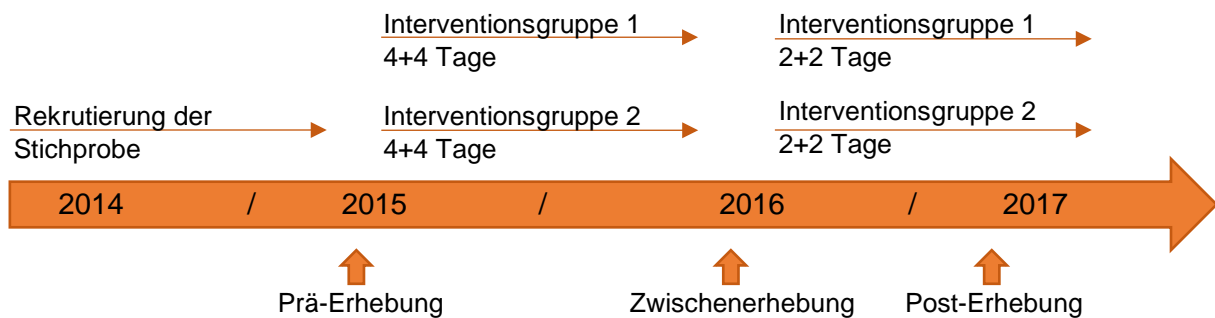 Interventionsgruppe 1
4+4 Tage
Interventionsgruppe 1
2+2 Tage
Rekrutierung der
Stichprobe
Interventionsgruppe 2
4+4 Tage
Interventionsgruppe 2
2+2 Tage
2014 / 2015 / 2016 / 2017
Prä-Erhebung
Zwischenerhebung
Post-Erhebung